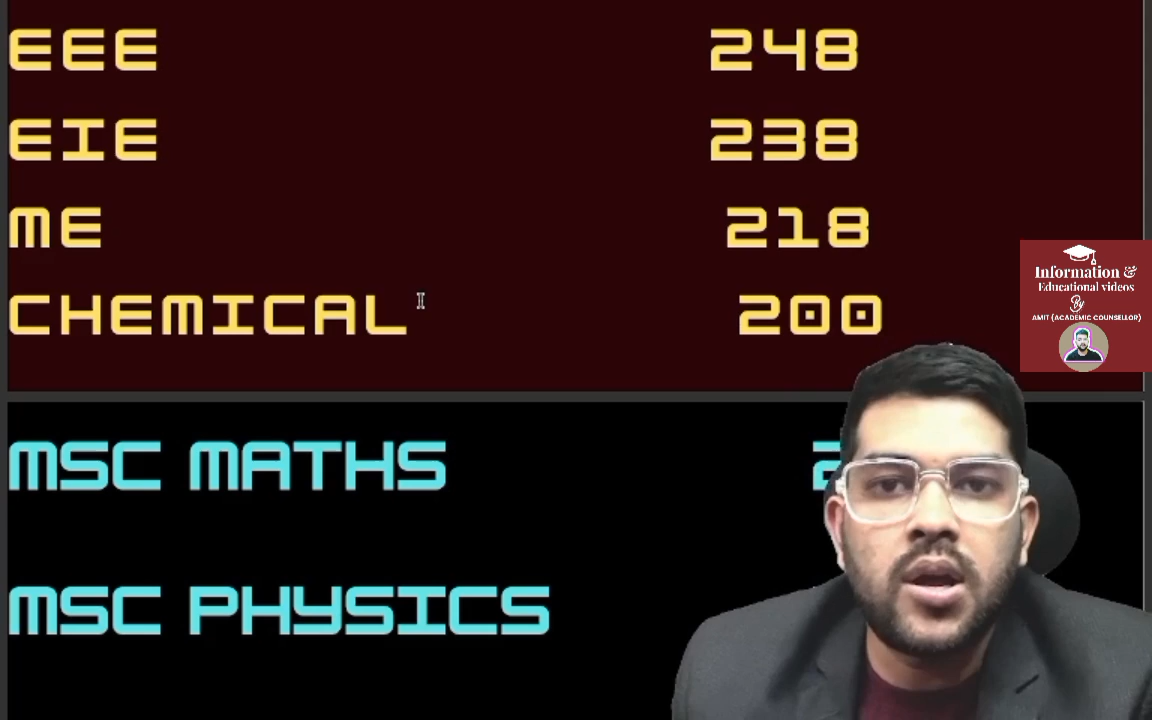 EEE 248
EIE 238
ME 218
CHEMICAL 200
Information &
Educational videos
By
AMIT (ACADEMIC COUNSELLOR)
MSC MATHS
MSC PHYSICS